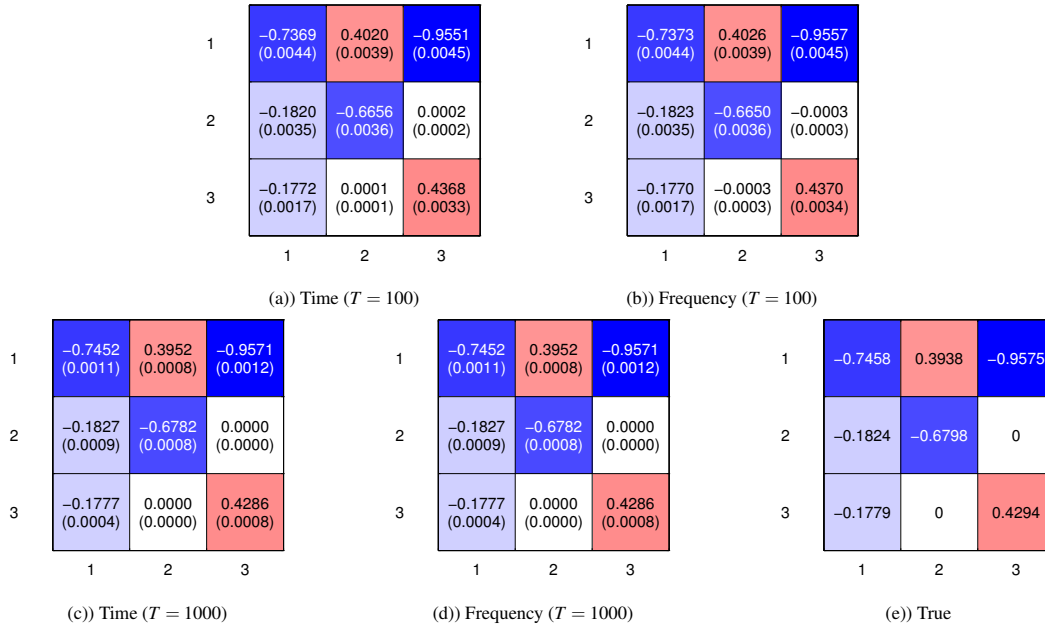 1 −0.7369 0.4020 −0.9551 1 −0.7373 0.4026 −0.9557
(0.0044) (0.0039) (0.0045) (0.0044) (0.0039) (0.0045)
2 −0.1820 −0.6656 0.0002 2 −0.1823 −0.6650 −0.0003
(0.0035) (0.0036) (0.0002) (0.0035) (0.0036) (0.0003)
3 −0.1772 0.0001 0.4368 3 −0.1770 −0.0003 0.4370
(0.0017) (0.0001) (0.0033) (0.0017) (0.0003) (0.0034)
1 2 3 1 2 3
(a)) Time (T = 100) (b)) Frequency (T = 100)
1 −0.7452 0.3952 −0.9571 1 −0.7452 0.3952 −0.9571 1 −0.7458 0.3938 −0.9575
(0.0011) (0.0008) (0.0012) (0.0011) (0.0008) (0.0012)
2 −0.1827 −0.6782 0.0000 2 −0.1827 −0.6782 0.0000 2 −0.1824 −0.6798 0
(0.0009) (0.0008) (0.0000) (0.0009) (0.0008) (0.0000)
3 −0.1777 0.0000 0.4286 3 −0.1777 0.0000 0.4286 3 −0.1779 0 0.4294
(0.0004) (0.0000) (0.0008) (0.0004) (0.0000) (0.0008)
1 2 3 1 2 3 1 2 3
(c)) Time (T = 1000) (d)) Frequency (T = 1000) (e)) True